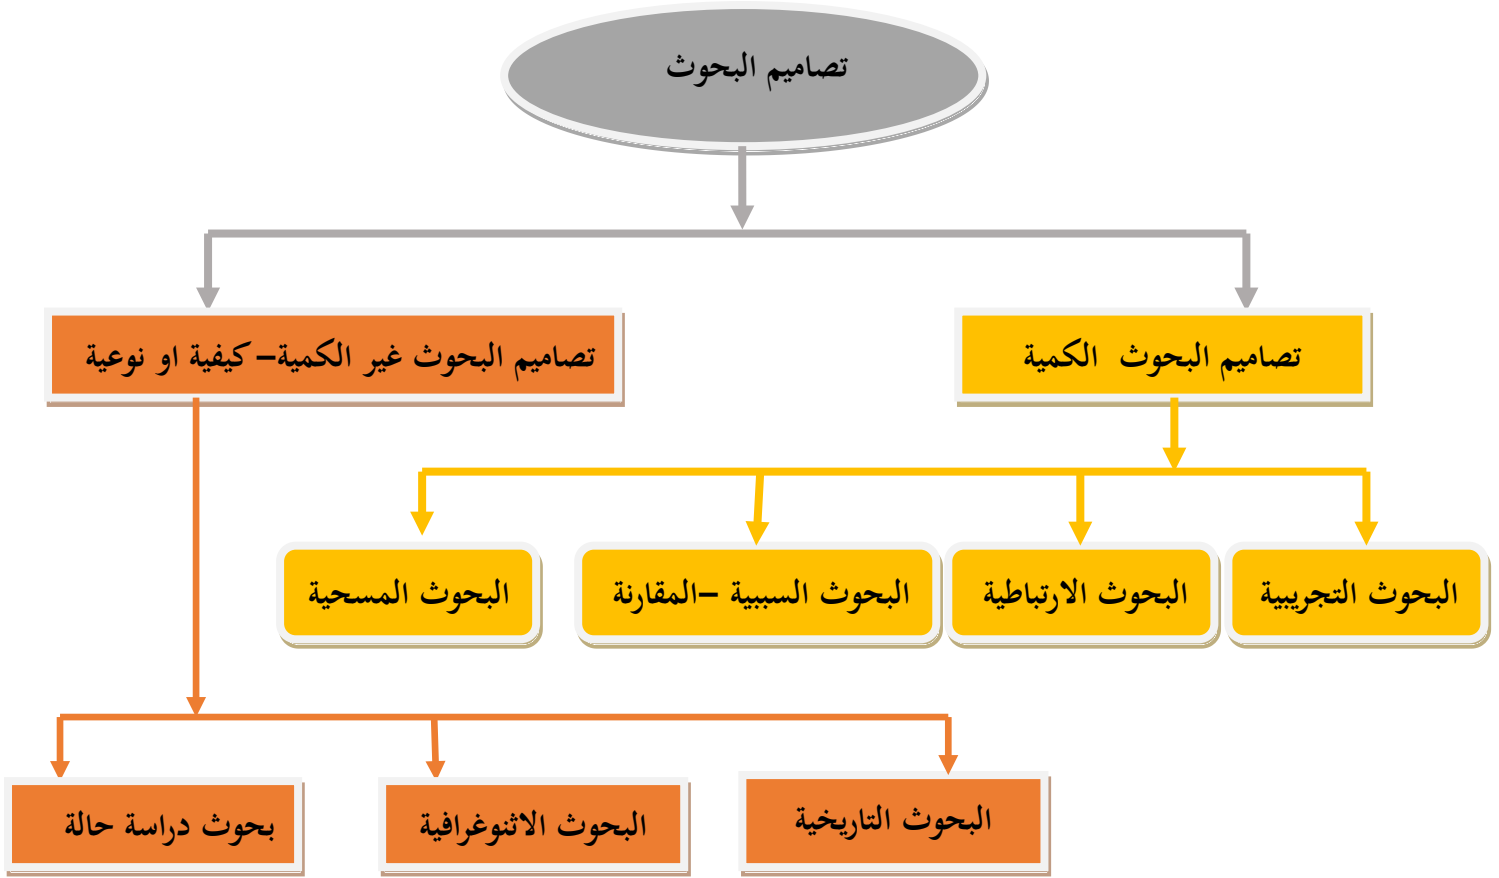 تصاميم البحوث
تصاميم البحوث الكمية
تصاميم البحوث غير الكمية– كيفية او نوعية
البحوث التجريبية
البحوث الارتباطية
البحوث السببية –المقارنة
البحوث المسحية
البحوث التاريخية
البحوث الاثنوغرافية
بحوث دراسة حالة